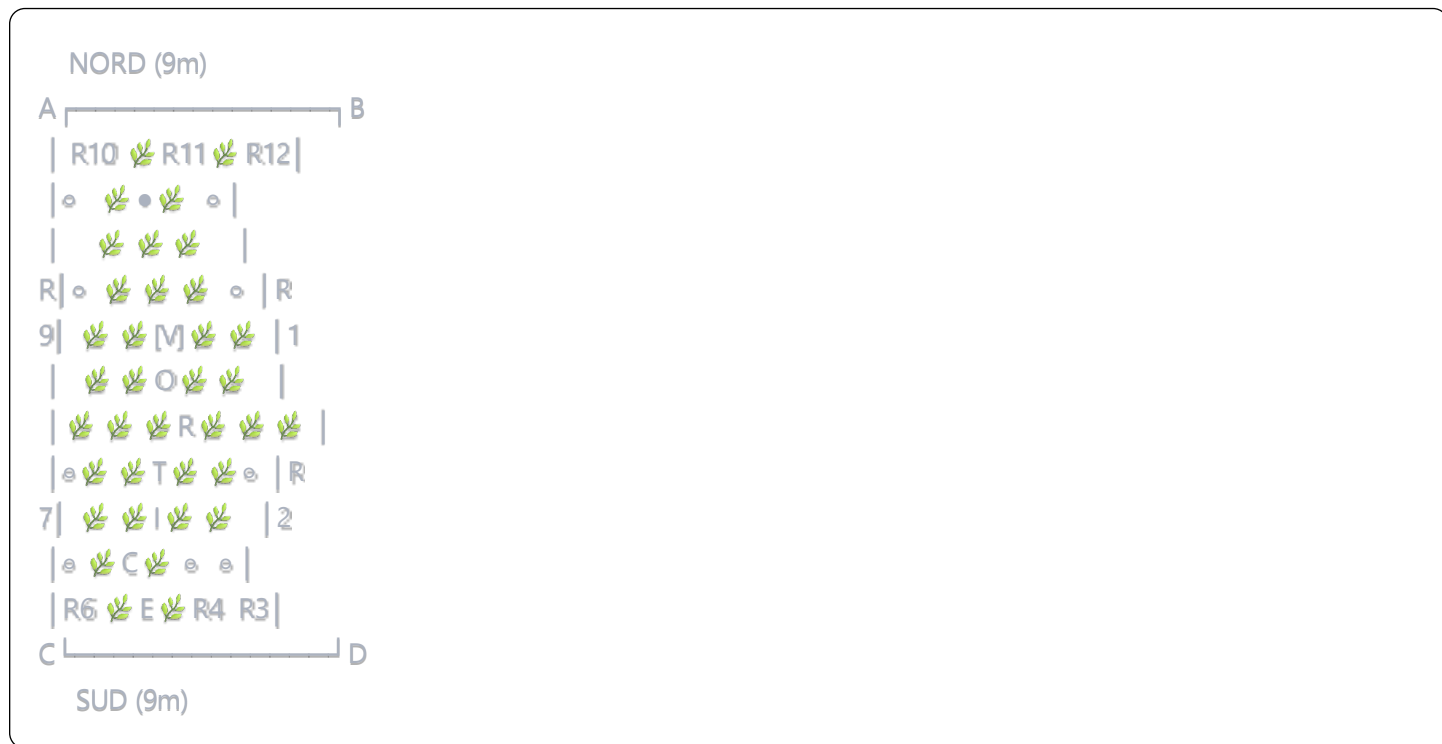 NORD (9m)
A ┌────────────┐ B
| R10 🌿 R11 🌿 R12|
|○ 🌿 ● 🌿 ○ |
| 🌿 🌿 🌿 |
R|○ 🌿 🌿 🌿 ○ |R
9| 🌿 🌿 [V] 🌿 🌿 |1
| 🌿 🌿 O 🌿 🌿 |
|🌿 🌿 🌿 R 🌿 🌿 🌿 |
|○ 🌿 🌿 T 🌿 🌿 ○ |R
7| 🌿 🌿 I 🌿 🌿 |2
|○ 🌿 C 🌿 ○ ○ |
|R6 🌿 E 🌿 R4 R3|
C └────────────┘ D
SUD (9m)